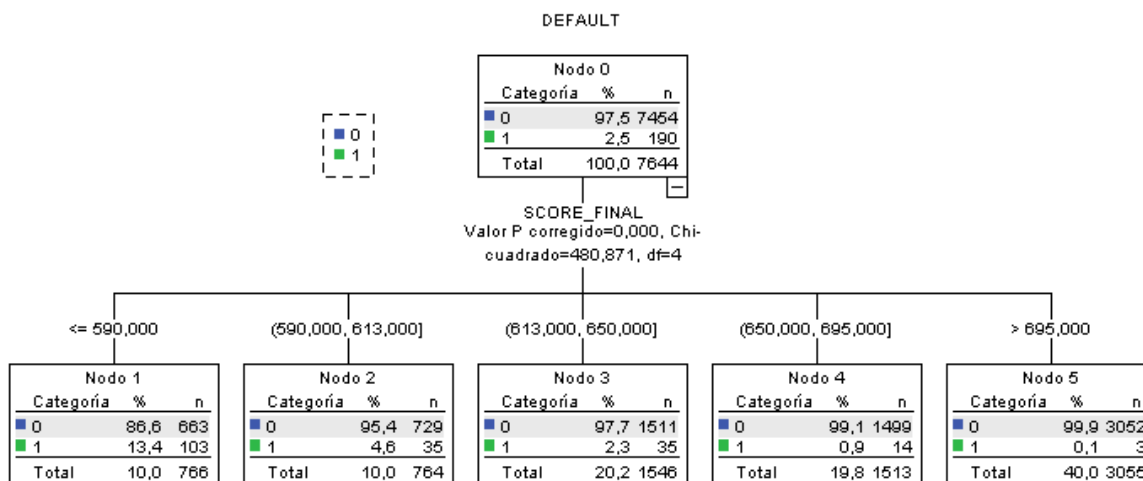 DEFAULT
Nodo 0
Categoría % n
0 97,5 7454
1 2,5 190
Total 100,0 7644
0
1
SCORE_FINAL
Valor P corregido=0,000, Chi-
cuadrado=480,871, df=4
<= 590,000
(590,000, 613,000]
(613,000, 650,000]
(650,000, 695,000]
> 695,000
Nodo 1
Categoría % n
0 86,6 663
1 13,4 103
Total 10,0 766
Nodo 2
Categoría % n
0 95,4 729
1 4,6 35
Total 10,0 764
Nodo 3
Categoría % n
0 97,7 1511
1 2,3 35
Total 20,2 1546
Nodo 4
Categoría % n
0 99,1 1499
1 0,9 14
Total 19,8 1513
Nodo 5
Categoría % n
0 99,9 3052
1 0,1 3
Total 40,0 3055